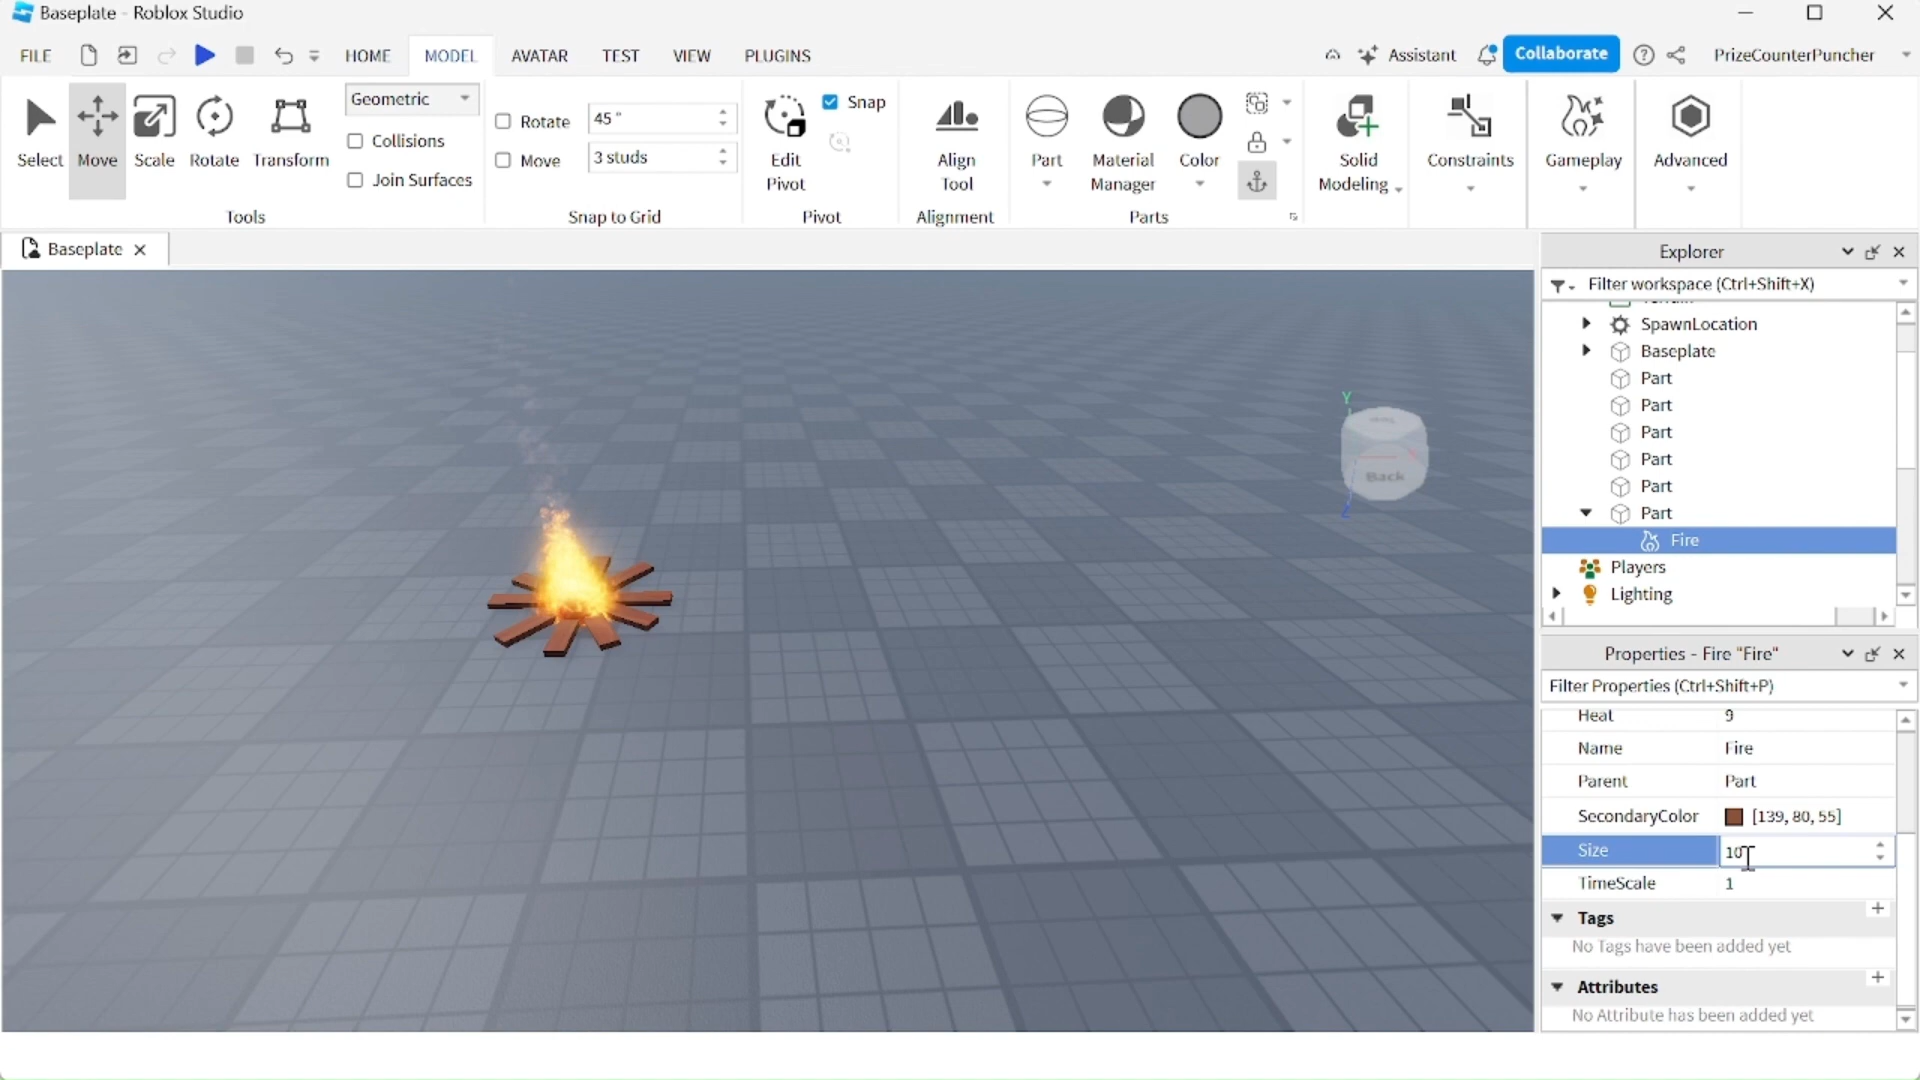 Baseplate - Roblox Studio
FILE
HOME
MODEL
AVATAR
TEST
VIEW
PLUGINS
Assistant
Collaborate
PrizeCounterPuncher
Select
Move
Scale
Rotate
Transform
Geometric
Collisions
Join Surfaces
Tools
Rotate
45 °
Move
3 studs
Snap to Grid
Edit
Pivot
Snap
Pivot
Align
Tool
Alignment
Part
Material
Manager
Color
Parts
Solid
Modeling
Constraints
Gameplay
Advanced
Baseplate
Y
Back
Z
Explorer
Filter workspace (Ctrl+Shift+X)
SpawnLocation
Baseplate
Part
Part
Part
Part
Part
Part
Fire
Players
Lighting
Properties - Fire "Fire"
Filter Properties (Ctrl+Shift+P)
Heat 9
Name Fire
Parent Part
SecondaryColor [139, 80, 55]
Size 10
TimeScale 1
Tags
No Tags have been added yet
Attributes
No Attribute has been added yet